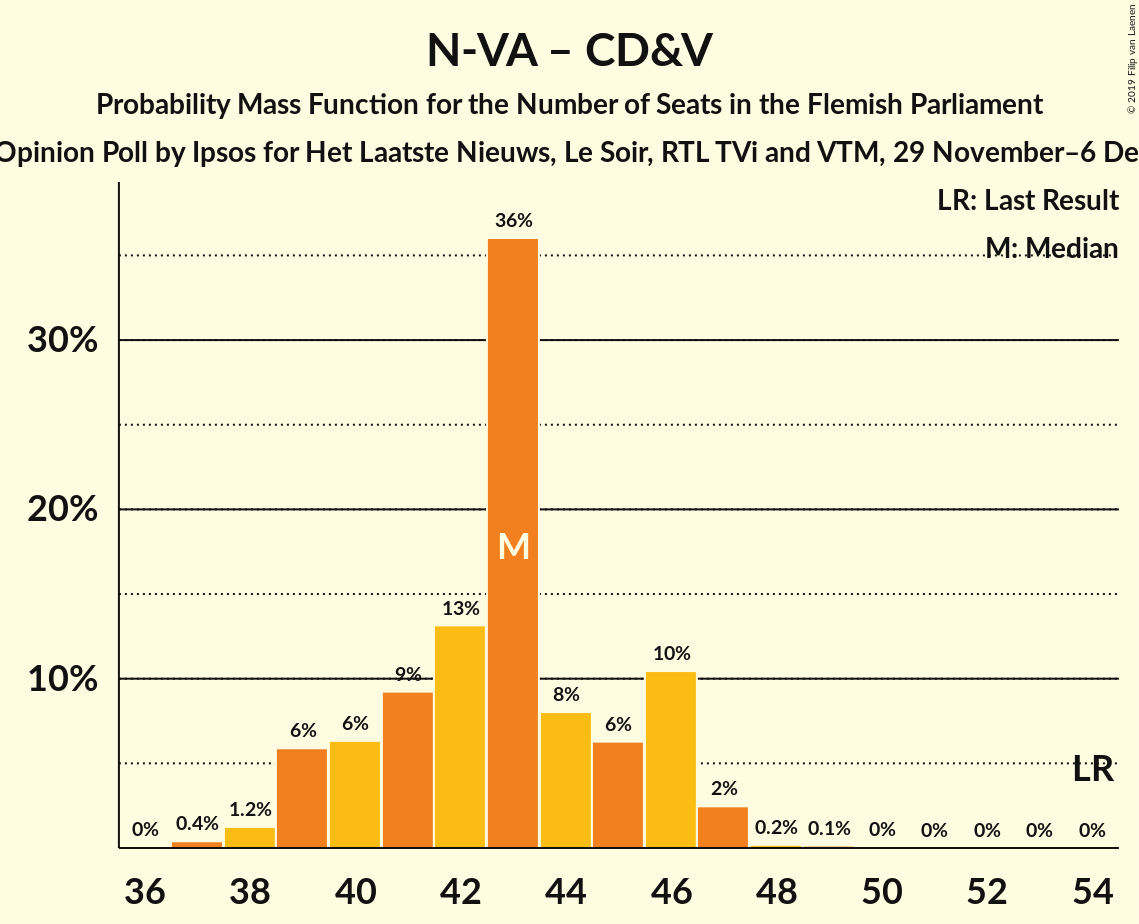 N-VA – CD&V
Probability Mass Function for the Number of Seats in the Flemish Parliament
Opinion Poll by Ipsos for Het Laatste Nieuws, Le Soir, RTL TVi and VTM, 29 November–6 De
© 2019 Filip van Laenen
LR: Last Result
M: Median
36%
30%
20%
M
13%
10%
10%
9%
8%
6%
6%
6%
LR
2%
0%
0.4%
1.2%
0.2%
0.1%
0%
0%
0%
0%
0%
36 38 40 42 44 46 48 50 52 54